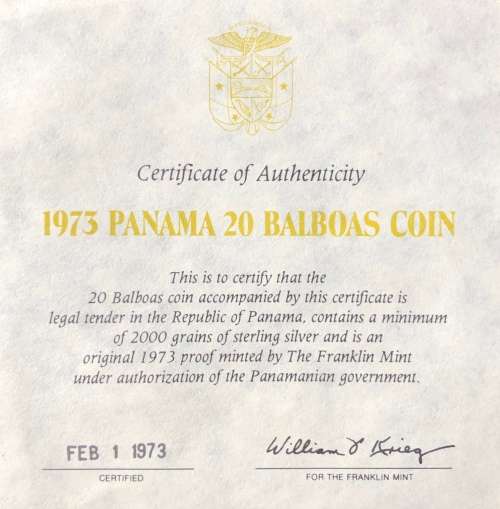 Certificate of Authenticity
1973 PANAMA 20 BALBOAS COIN
This is to certify that the
20 Balboas coin accompanied by this certificate is
legal tender in the Republic of Panama, contains a minimum
of 2000 grains of sterling silver and is an
original 1973 proof minted by The Franklin Mint
under authorization of the Panamanian government.
FEB 1 1973
William Krieg
CERTIFIED
FOR THE FRANKLIN MINT